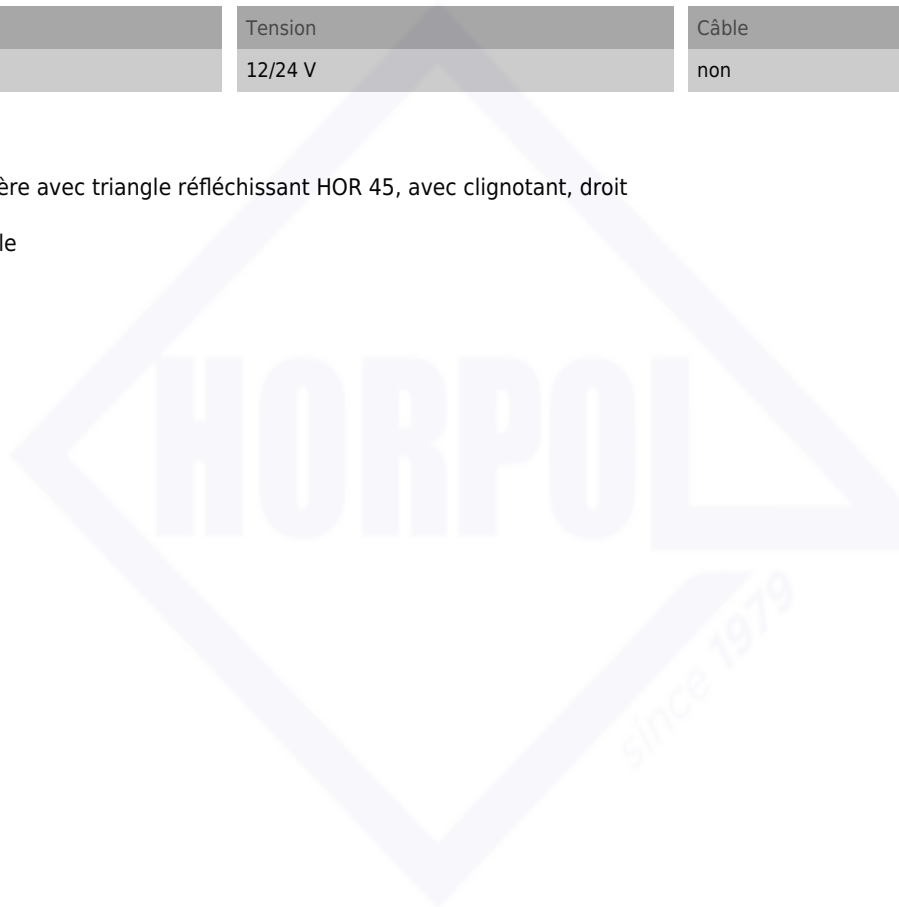 Tension
Câble
12/24 V
non
ère avec triangle réfléchissant HOR 45, avec clignotant, droit
le
HORPOL
since 1979